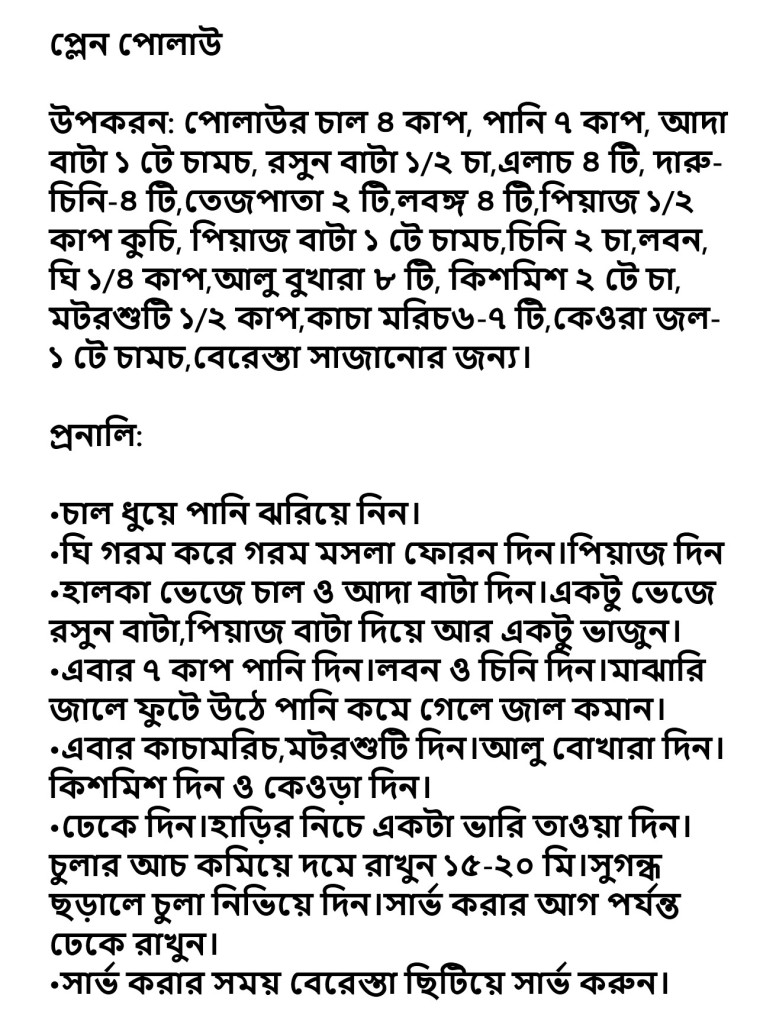 প্লেন পোলাউ
উপকরন: পোলাউর চাল ৪ কাপ, পানি ৭ কাপ, আদা
বাটা ১ টে চামচ, রসুন বাটা ১/২ চা,এলাচ ৪ টি, দারু-
চিনি-৪ টি,তেজপাতা ২ টি,লবঙ্গ ৪ টি,পিয়াজ ১/২
কাপ কুচি, পিয়াজ বাটা ১ টে চামচ,চিনি ২ চা,লবন,
ঘি ১/৪ কাপ,আলু বুখারা ৮ টি, কিশমিশ ২ টে চা,
মটরশুটি ১/২ কাপ,কাচা মরিচ৬-৭ টি,কেওরা জল-
১ টে চামচ,বেরেস্তা সাজানোর জন্য।
প্রনালি:
•চাল ধুয়ে পানি ঝরিয়ে নিন।
•ঘি গরম করে গরম মসলা ফোরন দিন।পিয়াজ দিন
•হালকা ভেজে চাল ও আদা বাটা দিন।একটু ভেজে
রসুন বাটা,পিয়াজ বাটা দিয়ে আর একটু ভাজুন।
•এবার ৭ কাপ পানি দিন।লবন ও চিনি দিন।মাঝারি
জালে ফুটে উঠে পানি কমে গেলে জাল কমান।
•এবার কাচামরিচ,মটরশুটি দিন।আলু বোখারা দিন।
কিশমিশ দিন ও কেওড়া দিন।
•ঢেকে দিন।হাড়ির নিচে একটা ভারি তাওয়া দিন।
চুলার আচ কমিয়ে দমে রাখুন ১৫-২০ মি।সুগন্ধ
ছড়ালে চুলা নিভিয়ে দিন।সার্ভ করার আগ পর্যন্ত
ঢেকে রাখুন।
•সার্ভ করার সময় বেরেস্তা ছিটিয়ে সার্ভ করুন।